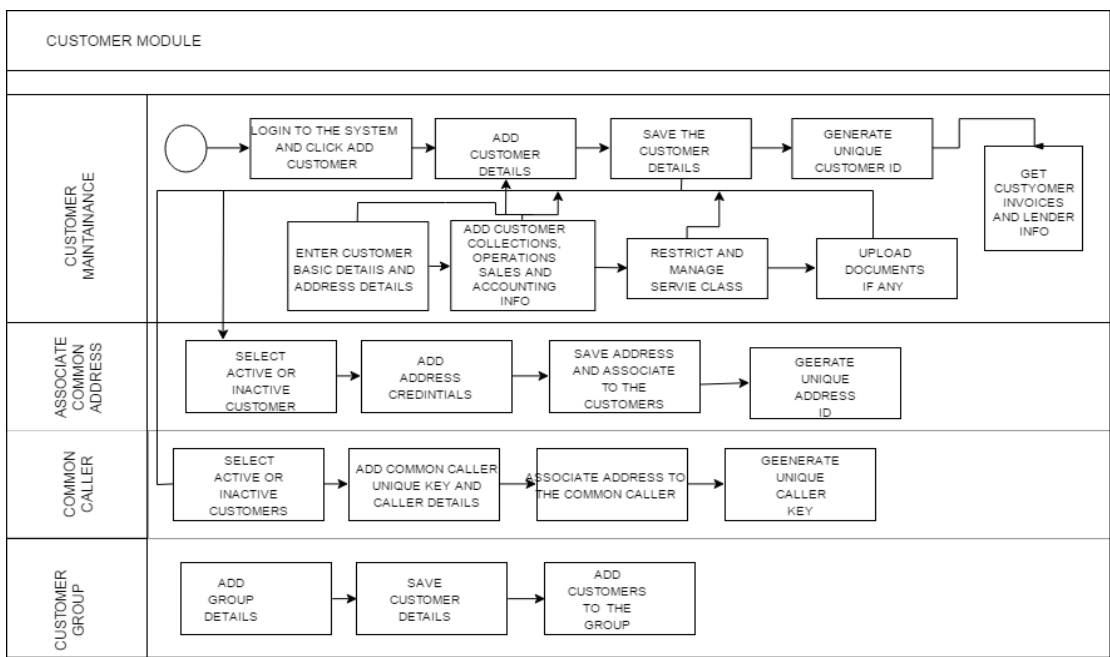 CUSTOMER MODULE
CUSTOMER
MAINTAINANCE
LOGIN TO THE SYSTEM
AND CLICK ADD
CUSTOMER
ADD
CUSTOMER
DETAILS
SAVE THE
CUSTOMER
DETAILS
GENERATE
UNIQUE
CUSTOMER ID
GET
CUSTYOMER
INVOICES
AND LENDER
INFO
ENTER CUSTOMER
BASIC DETAIIS AND
ADDRESS DETAILS
ADD CUSTOMER
COLLECTIONS,
OPERATIONS
SALES AND
ACCOUNTING
INFO
RESTRICT AND
MANAGE
SERVIE CLASS
UPLOAD
DOCUMENTS
IF ANY
ASSOCIATE
COMMON
ADDRESS
SELECT
ACTIVE OR
INACTIVE
CUSTOMER
ADD
ADDRESS
CREDINTIALS
SAVE ADDRESS
AND ASSOCIATE
TO THE
CUSTOMERS
GEERATE
UNIQUE
ADDRESS
ID
COMMON
CALLER
SELECT
ACTIVE OR
INACTIVE
CUSTOMERS
ADD COMMON CALLER
UNIQUE KEY AND
CALLER DETAILS
ASSOCIATE ADDRESS TO
THE COMMON CALLER
GEENERATE
UNIQUE
CALLER
KEY
CUSTOMER
GROUP
ADD
GROUP
DETAILS
SAVE
CUSTOMER
DETAILS
ADD
CUSTOMERS
TO THE
GROUP